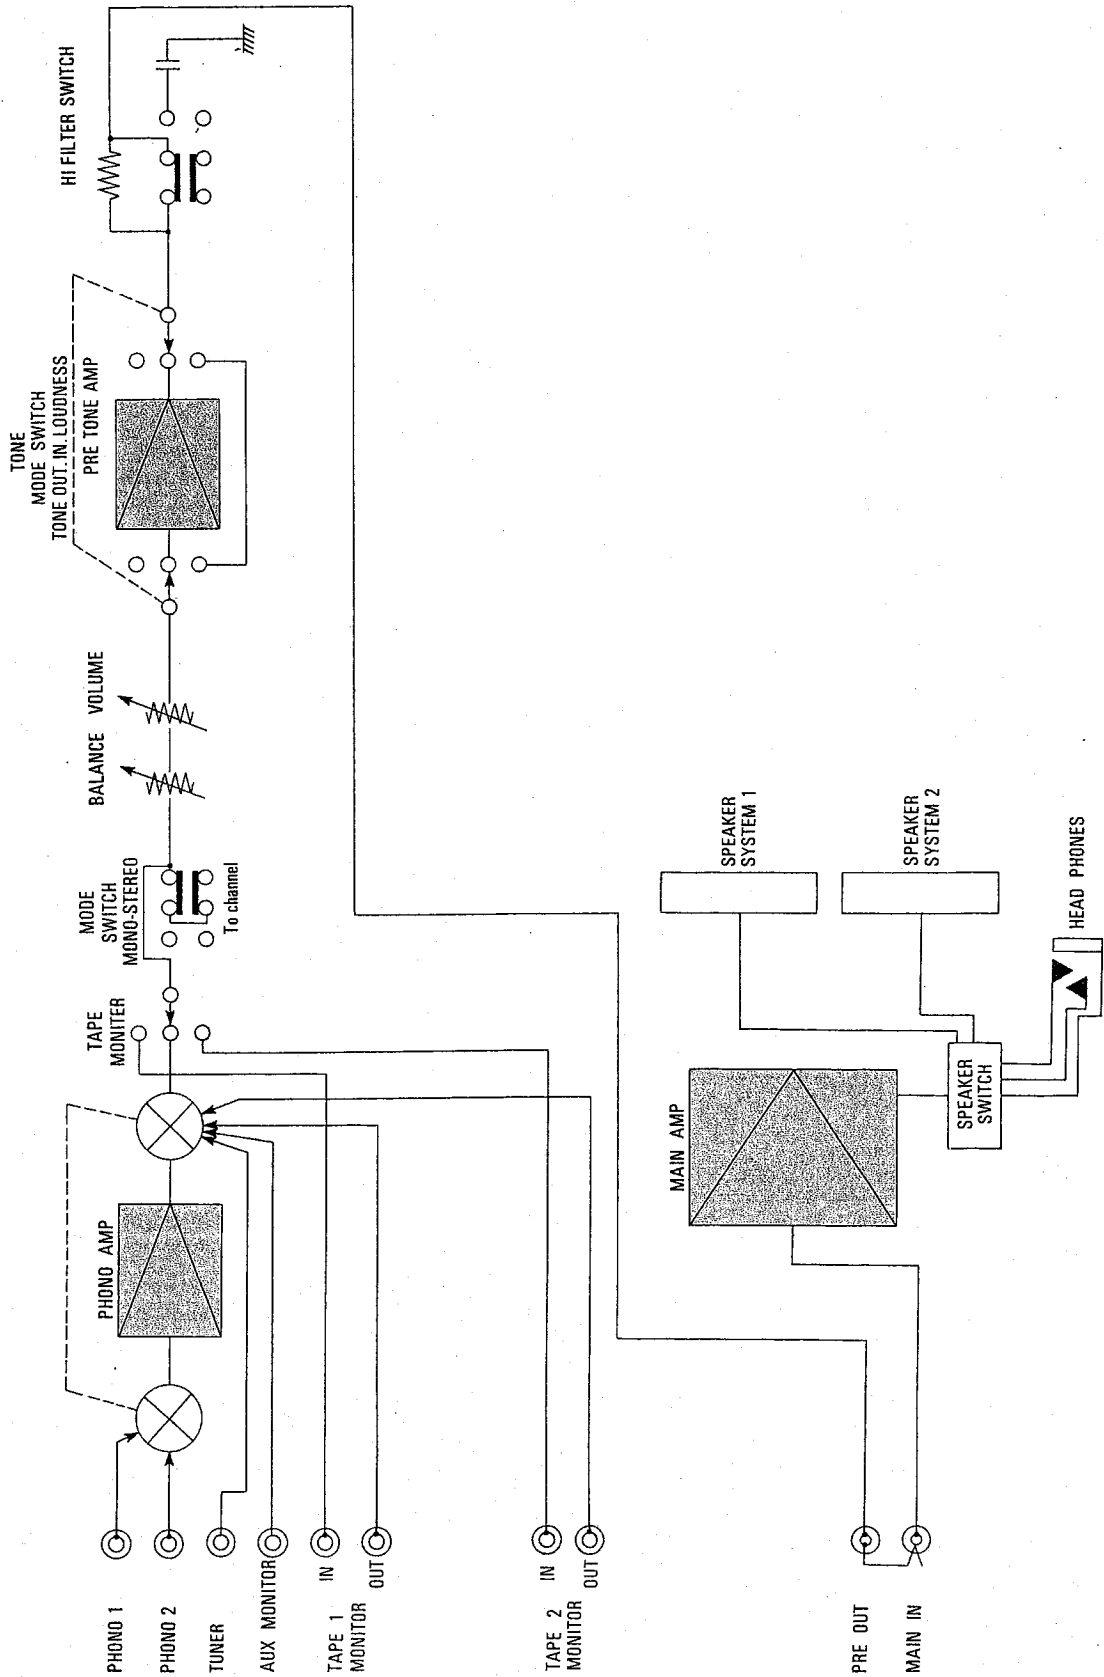 HI FILTER SWITCH
TONE
MODE SWITCH
TONE OUT. IN. LOUDNESS
PRE TONE AMP
BALANCE
VOLUME
MODE
SWITCH
MONO-STEREO
To channel
TAPE
MONITER
PHONO AMP
PHONO 1
PHONO 2
TUNER
AUX MONITOR
TAPE 1
MONITOR
IN
OUT
TAPE 2
MONITOR
IN
OUT
PRE OUT
MAIN IN
MAIN AMP
SPEAKER
SWITCH
SPEAKER
SYSTEM 1
SPEAKER
SYSTEM 2
HEAD PHONES